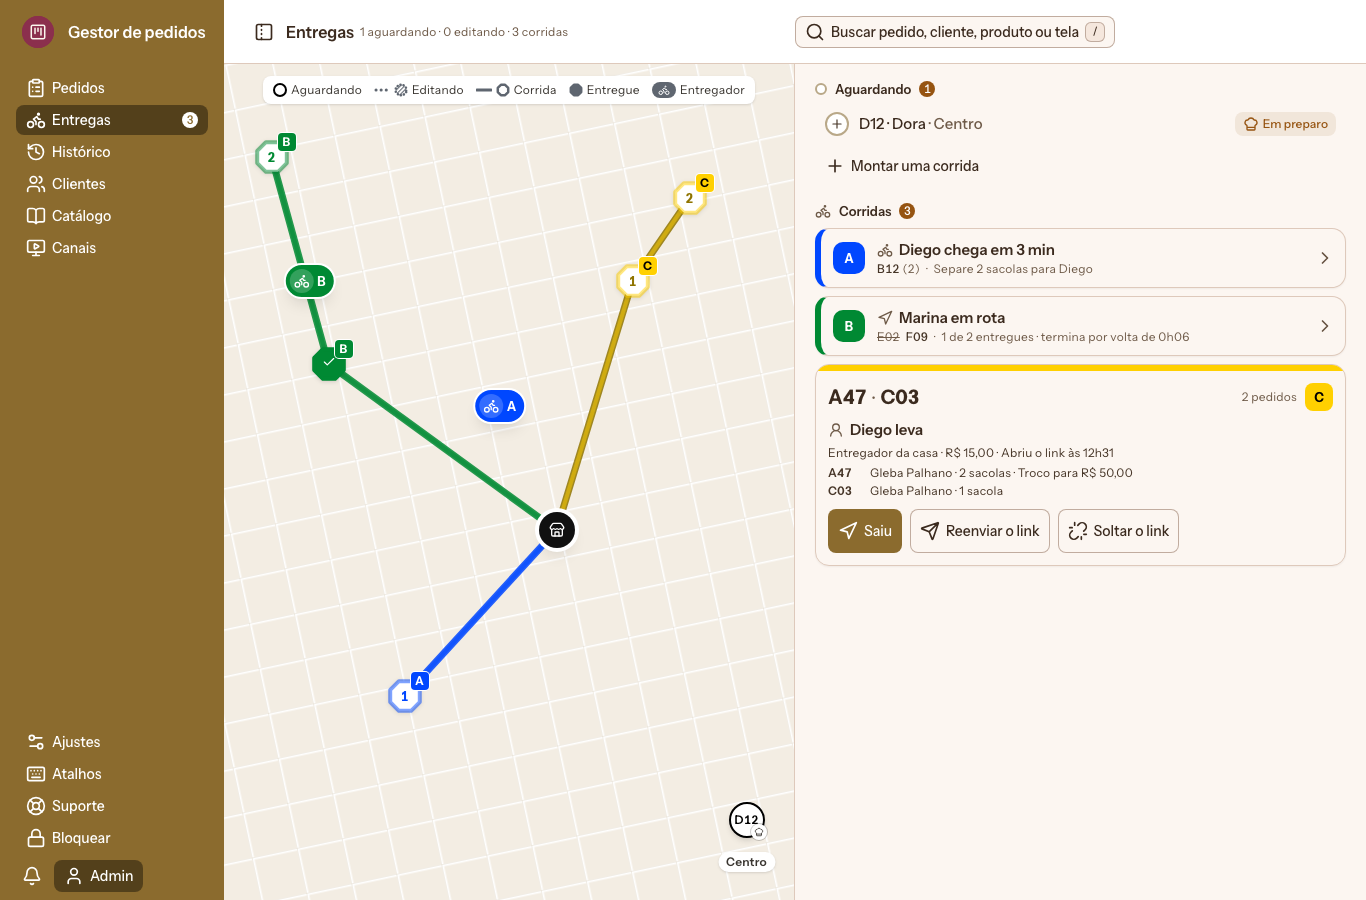 Gestor de pedidos
Pedidos
Entregas 3
Histórico
Clientes
Catálogo
Canais
Ajustes
Atalhos
Suporte
Bloquear
Admin
Entregas 1 aguardando · 0 editando · 3 corridas
Buscar pedido, cliente, produto ou tela /
Aguardando Editando Corrida Entregue Entregador
2 B
B
B
2 C
1 C
A
1 A
D12
Centro
Aguardando 1
D12 · Dora · Centro
Em preparo
Montar uma corrida
Corridas 3
A
Diego chega em 3 min
B12 (2) · Separe 2 sacolas para Diego
B
Marina em rota
E02 F09 · 1 de 2 entregues · termina por volta de 0h06
A47 · C03
2 pedidos C
Diego leva
Entregador da casa · R$ 15,00 · Abriu o link às 12h31
A47 Gleba Palhano · 2 sacolas · Troco para R$ 50,00
C03 Gleba Palhano · 1 sacola
Saiu
Reenviar o link
Soltar o link